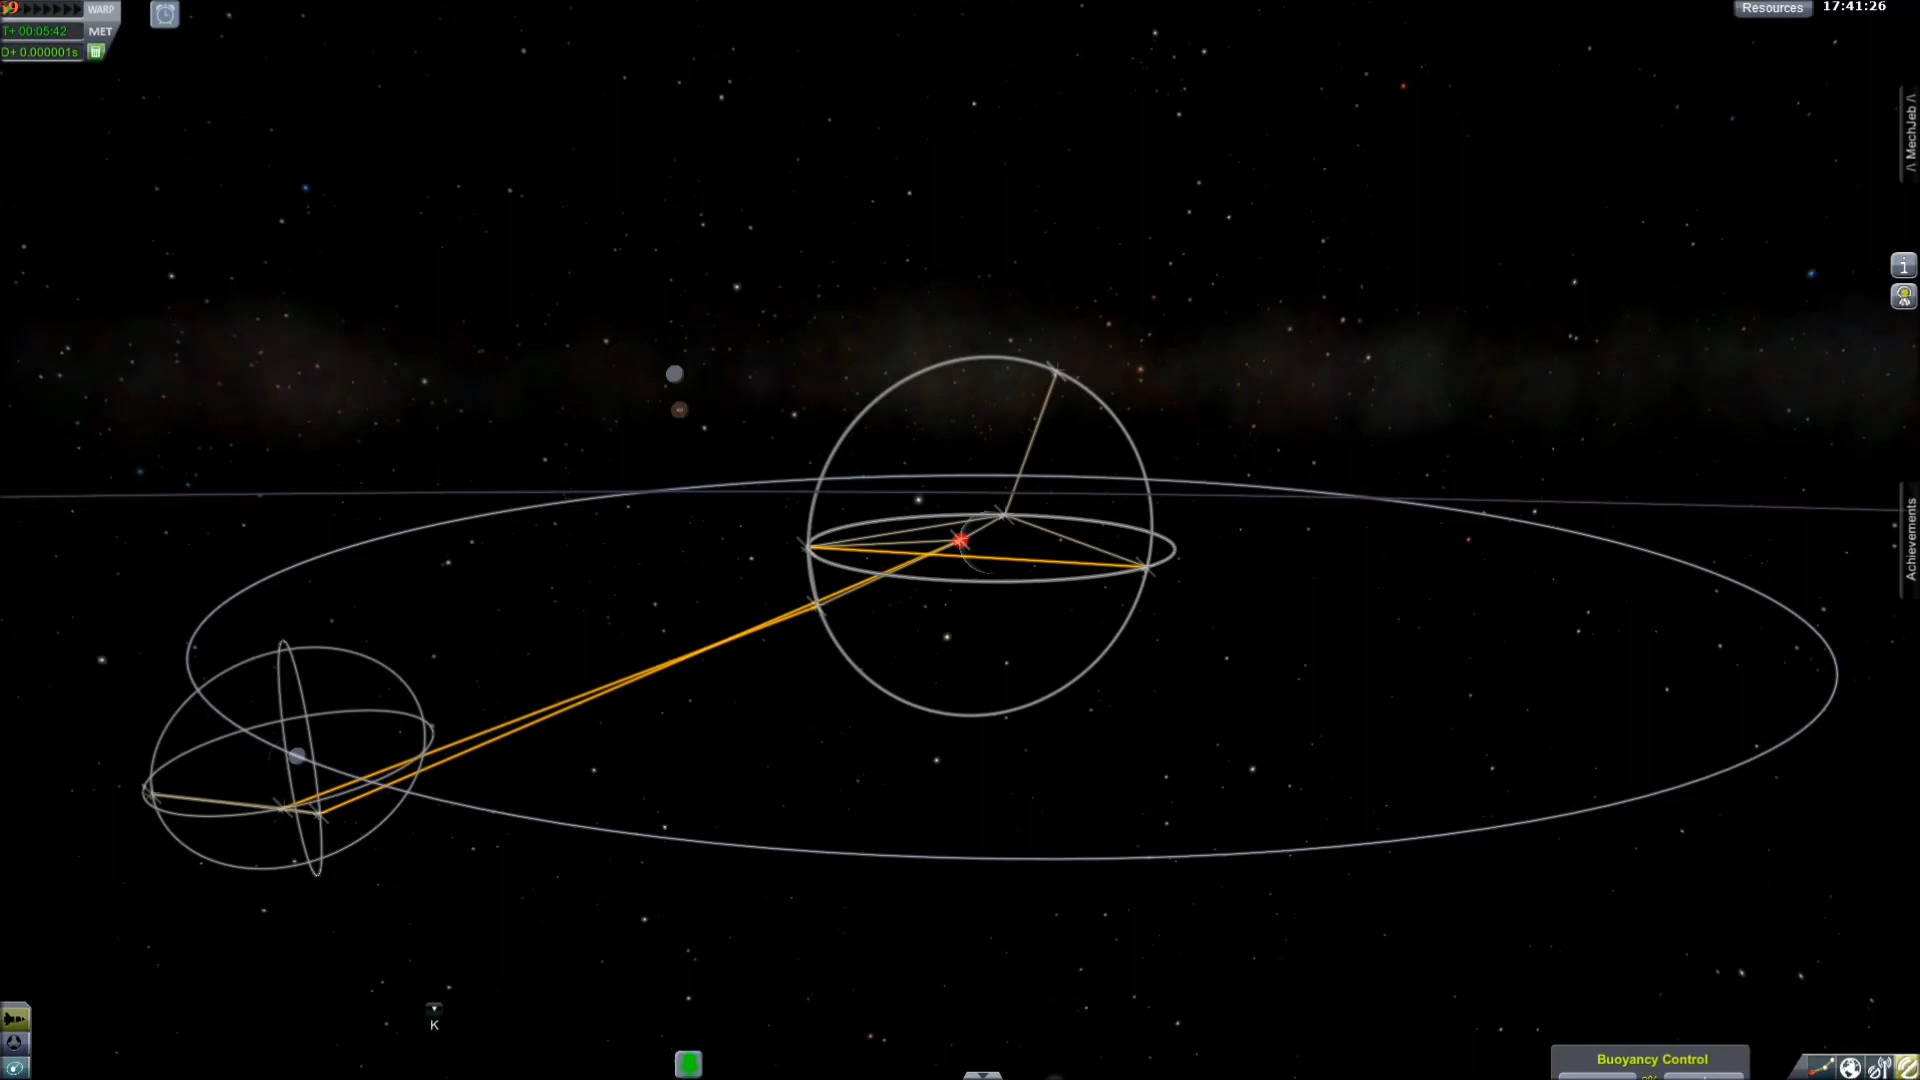 WARP
T+ 00:05:42 MET
D+ 0.000001s
Resources 17:41:26
/\ MechJeb /\
i
Achievements
K
Buoyancy Control